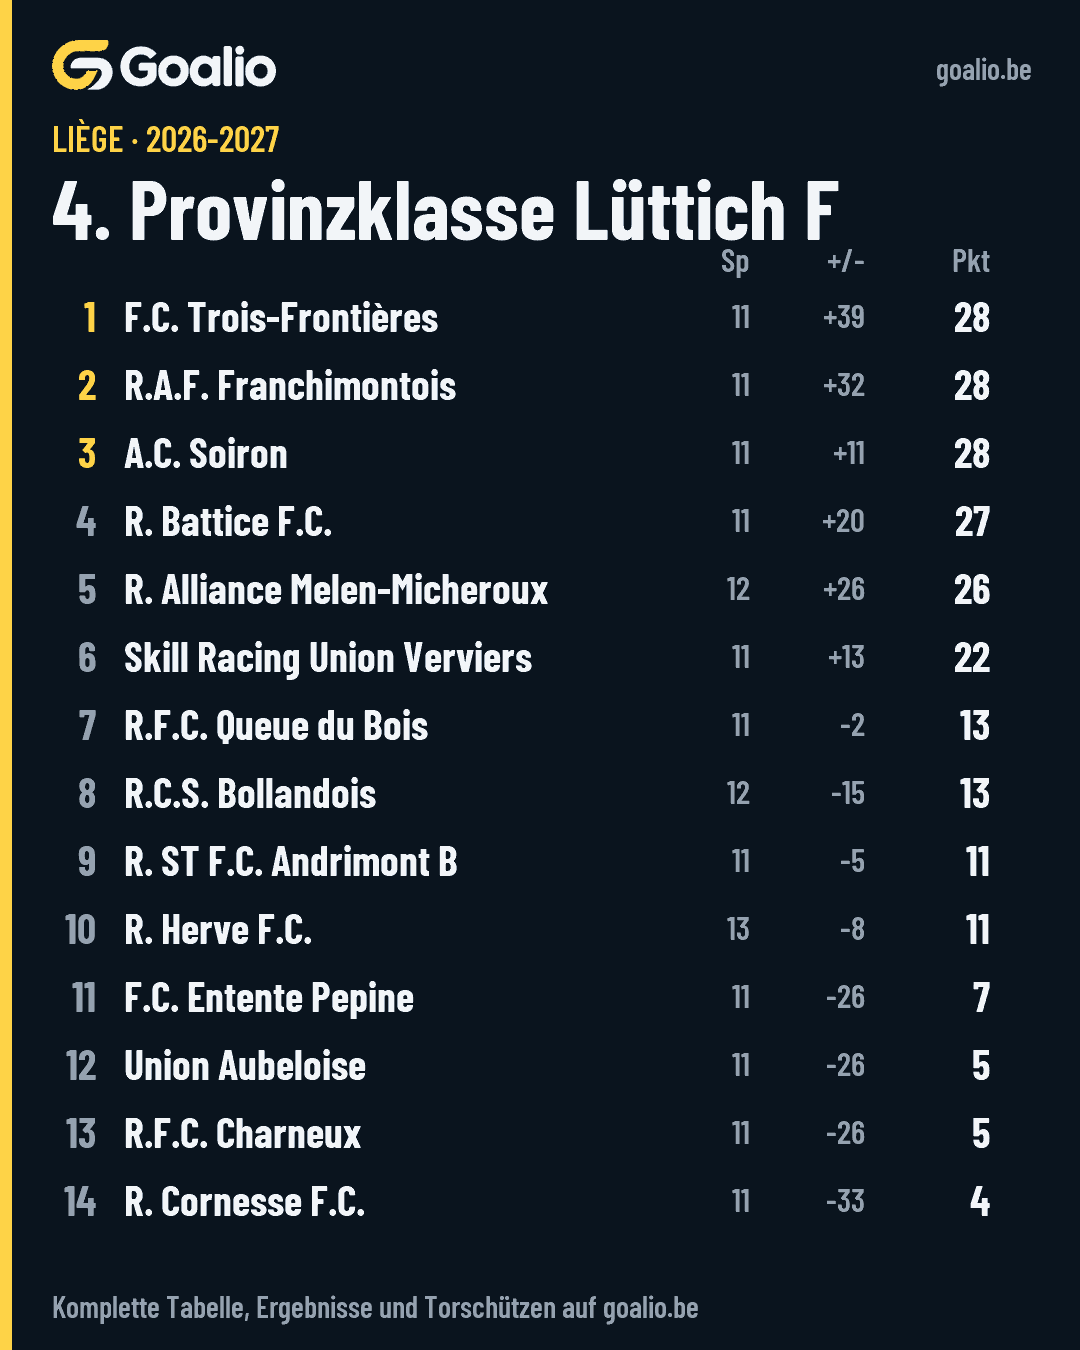 Goalio
goalio.be
LIÈGE · 2026-2027
4. Provinzklasse Lüttich F
Sp +/- Pkt
1 F.C. Trois-Frontières 11 +39 28
2 R.A.F. Franchimontois 11 +32 28
3 A.C. Soiron 11 +11 28
4 R. Battice F.C. 11 +20 27
5 R. Alliance Melen-Micheroux 12 +26 26
6 Skill Racing Union Verviers 11 +13 22
7 R.F.C. Queue du Bois 11 -2 13
8 R.C.S. Bollandois 12 -15 13
9 R. ST F.C. Andrimont B 11 -5 11
10 R. Herve F.C. 13 -8 11
11 F.C. Entente Pepine 11 -26 7
12 Union Aubeloise 11 -26 5
13 R.F.C. Charneux 11 -26 5
14 R. Cornesse F.C. 11 -33 4
Komplette Tabelle, Ergebnisse und Torschützen auf goalio.be